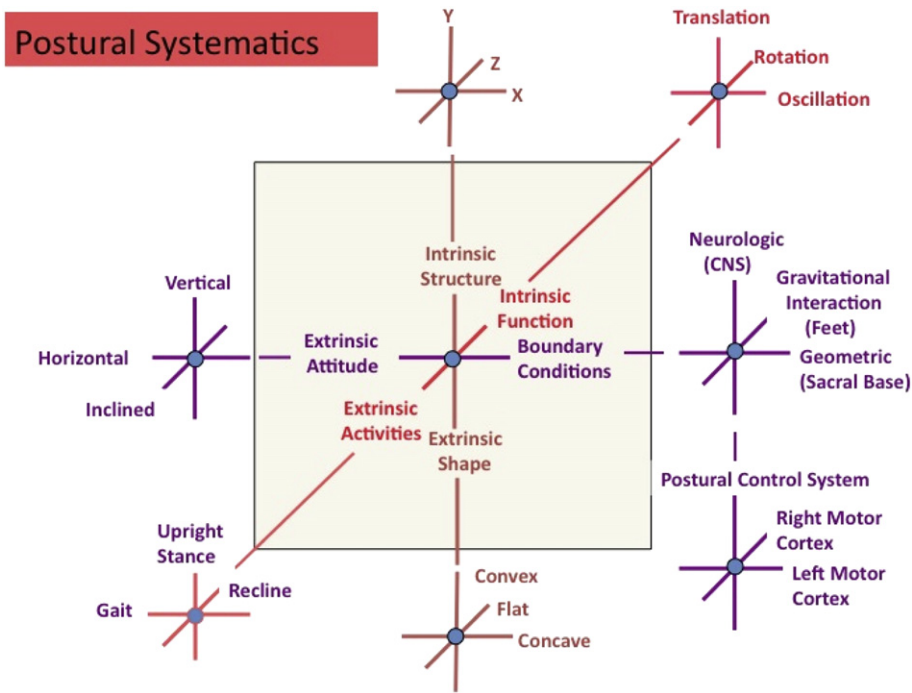 Postural Systematics
Y
Z
X
Translation
Rotation
Oscillation
Intrinsic
Structure
Intrinsic
Function
Neurologic
(CNS)
Gravitational
Interaction
(Feet)
Geometric
(Sacral Base)
Vertical
Horizontal
Inclined
Extrinsic
Attitude
Boundary
Conditions
Extrinsic
Activities
Extrinsic
Shape
Postural Control System
Right Motor
Cortex
Left Motor
Cortex
Upright
Stance
Recline
Gait
Convex
Flat
Concave